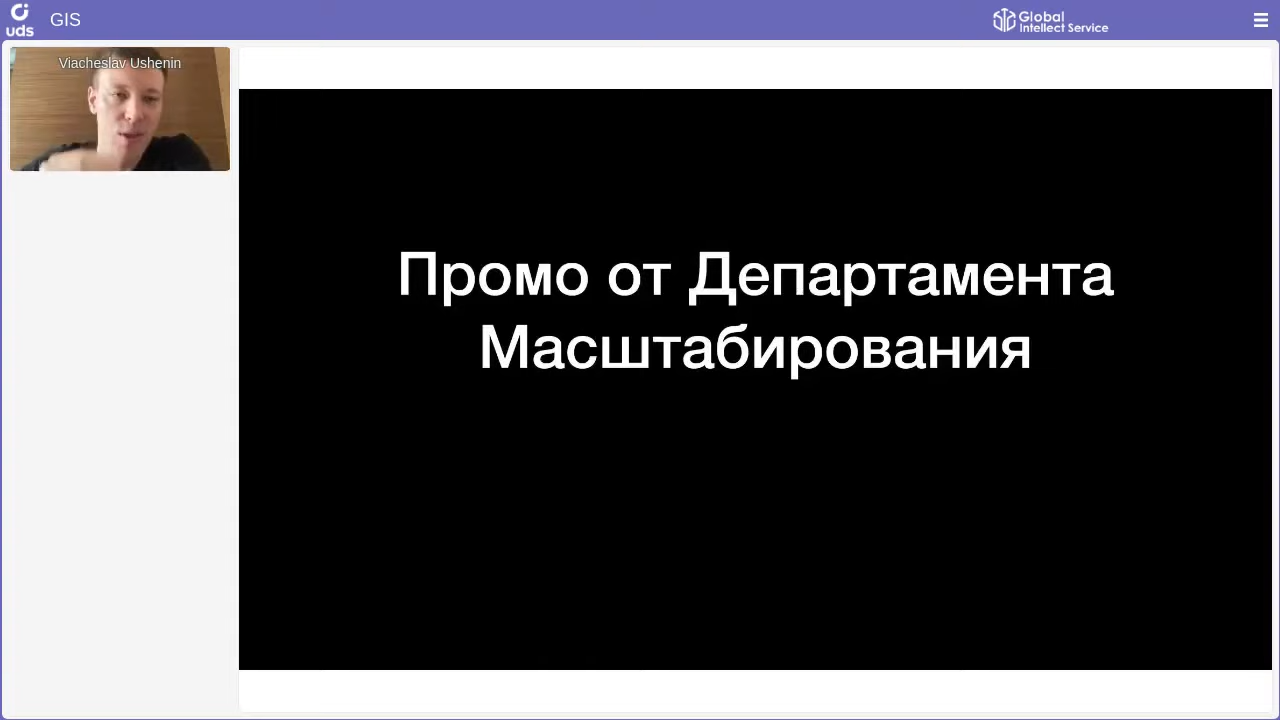 uds
GIS
Global
Intellect Service
Viacheslav Ushenin
Промо от Департамента
Масштабирования